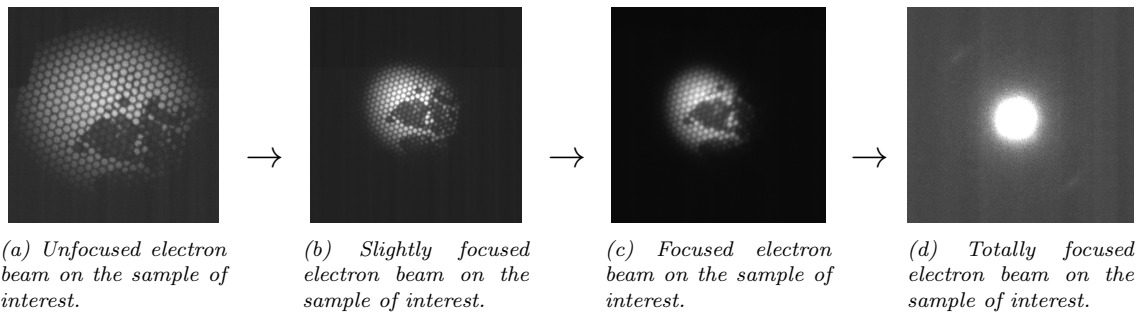 (a) Unfocused electron
beam on the sample of
interest.
(b) Slightly focused
electron beam on the
sample of interest.
(c) Focused electron
beam on the sample of
interest.
(d) Totally focused
electron beam on the
sample of interest.